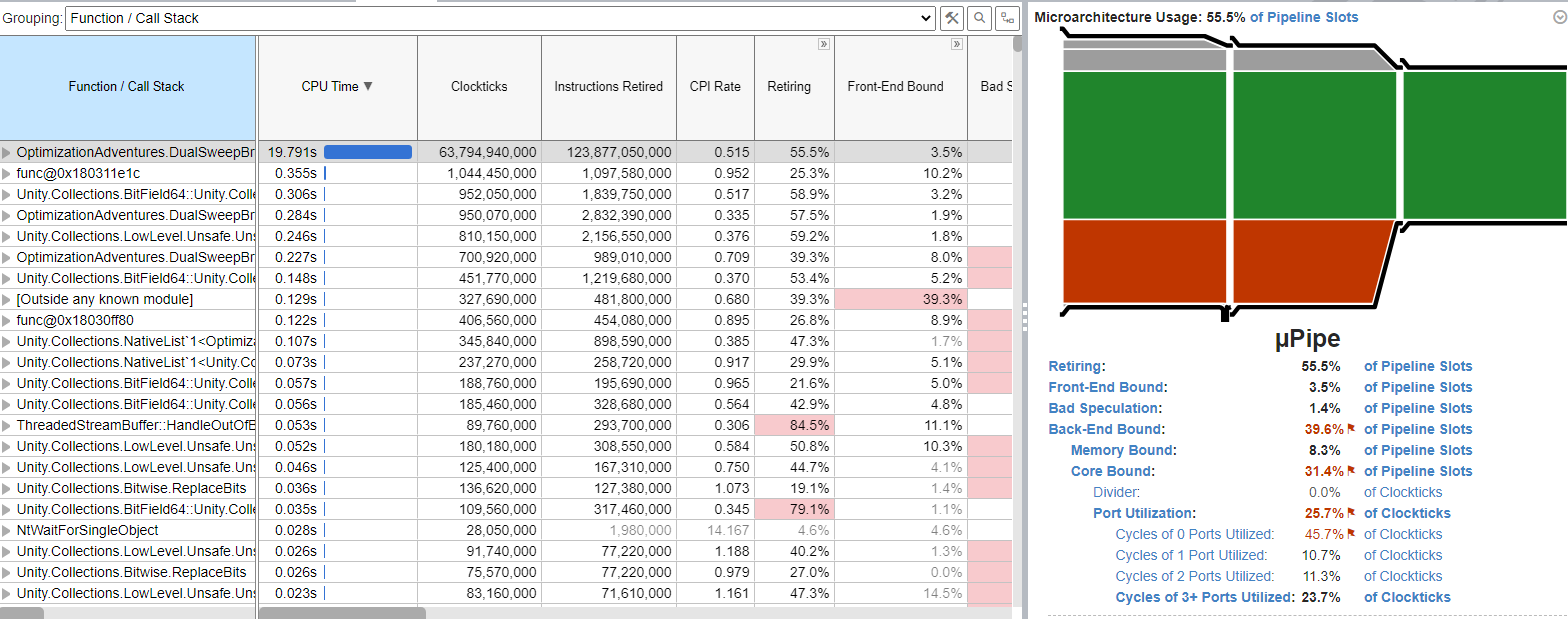 Grouping: Function / Call Stack
Function / Call Stack CPU Time ▼ Clockticks Instructions Retired CPI Rate Retiring Front-End Bound Bad S
OptimizationAdventures.DualSweepBr 19.791s 63,794,940,000 123,877,050,000 0.515 55.5% 3.5%
func@0x180311e1c 0.355s 1,044,450,000 1,097,580,000 0.952 25.3% 10.2%
Unity.Collections.BitField64::Unity.Colle 0.306s 952,050,000 1,839,750,000 0.517 58.9% 3.2%
OptimizationAdventures.DualSweepBr 0.284s 950,070,000 2,832,390,000 0.335 57.5% 1.9%
Unity.Collections.LowLevel.Unsafe.Uns 0.246s 810,150,000 2,156,550,000 0.376 59.2% 1.8%
OptimizationAdventures.DualSweepBr 0.227s 700,920,000 989,010,000 0.709 39.3% 8.0%
Unity.Collections.BitField64::Unity.Colle 0.148s 451,770,000 1,219,680,000 0.370 53.4% 5.2%
[Outside any known module] 0.129s 327,690,000 481,800,000 0.680 39.3% 39.3%
func@0x18030ff80 0.122s 406,560,000 454,080,000 0.895 26.8% 8.9%
Unity.Collections.NativeList`1<Optimiza 0.107s 345,840,000 898,590,000 0.385 47.3% 1.7%
Unity.Collections.NativeList`1<Unity.Co 0.073s 237,270,000 258,720,000 0.917 29.9% 5.1%
Unity.Collections.BitField64::Unity.Colle 0.057s 188,760,000 195,690,000 0.965 21.6% 5.0%
Unity.Collections.BitField64::Unity.Colle 0.056s 185,460,000 328,680,000 0.564 42.9% 4.8%
ThreadedStreamBuffer::HandleOutOfB 0.053s 89,760,000 293,700,000 0.306 84.5% 11.1%
Unity.Collections.LowLevel.Unsafe.Uns 0.052s 180,180,000 308,550,000 0.584 50.8% 10.3%
Unity.Collections.LowLevel.Unsafe.Uns 0.046s 125,400,000 167,310,000 0.750 44.7% 4.1%
Unity.Collections.Bitwise.ReplaceBits 0.036s 136,620,000 127,380,000 1.073 19.1% 1.4%
Unity.Collections.BitField64::Unity.Colle 0.035s 109,560,000 317,460,000 0.345 79.1% 1.1%
NtWaitForSingleObject 0.028s 28,050,000 1,980,000 14.167 4.6% 4.6%
Unity.Collections.LowLevel.Unsafe.Uns 0.026s 91,740,000 77,220,000 1.188 40.2% 1.3%
Unity.Collections.Bitwise.ReplaceBits 0.026s 75,570,000 77,220,000 0.979 27.0% 0.0%
Unity.Collections.LowLevel.Unsafe.Uns 0.023s 83,160,000 71,610,000 1.161 47.3% 14.5%
Microarchitecture Usage: 55.5% of Pipeline Slots
µPipe
Retiring: 55.5% of Pipeline Slots
Front-End Bound: 3.5% of Pipeline Slots
Bad Speculation: 1.4% of Pipeline Slots
Back-End Bound: 39.6% of Pipeline Slots
Memory Bound: 8.3% of Pipeline Slots
Core Bound: 31.4% of Pipeline Slots
Divider: 0.0% of Clockticks
Port Utilization: 25.7% of Clockticks
Cycles of 0 Ports Utilized: 45.7% of Clockticks
Cycles of 1 Port Utilized: 10.7% of Clockticks
Cycles of 2 Ports Utilized: 11.3% of Clockticks
Cycles of 3+ Ports Utilized: 23.7% of Clockticks